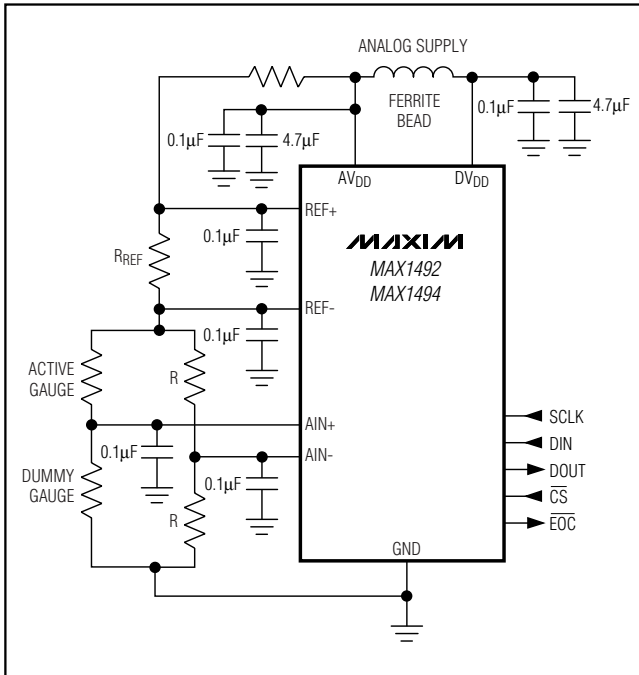 ANALOG SUPPLY
FERRITE
BEAD
0.1µF
4.7µF
0.1µF
4.7µF
AVDD
DVDD
REF+
0.1µF
RREF
MAXIM
MAX1492
MAX1494
REF-
0.1µF
ACTIVE
GAUGE
R
AIN+
SCLK
0.1µF
AIN-
DIN
DUMMY
GAUGE
0.1µF
DOUT
R
CS
EOC
GND